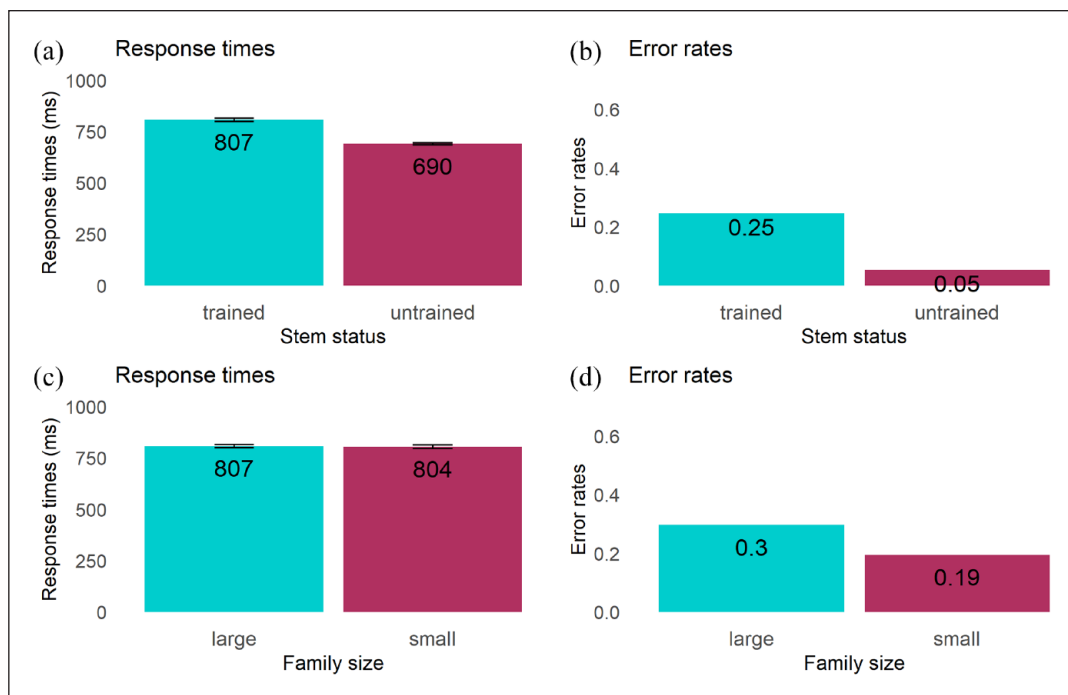 (a) Response times
Response times (ms)
1000
750
500
250
0
807
690
trained untrained
Stem status
(b) Error rates
Error rates
0.6
0.4
0.2
0.0
0.25
0.05
trained untrained
Stem status
(c) Response times
Response times (ms)
1000
750
500
250
0
807
804
large small
Family size
(d) Error rates
Error rates
0.6
0.4
0.2
0.0
0.3
0.19
large small
Family size